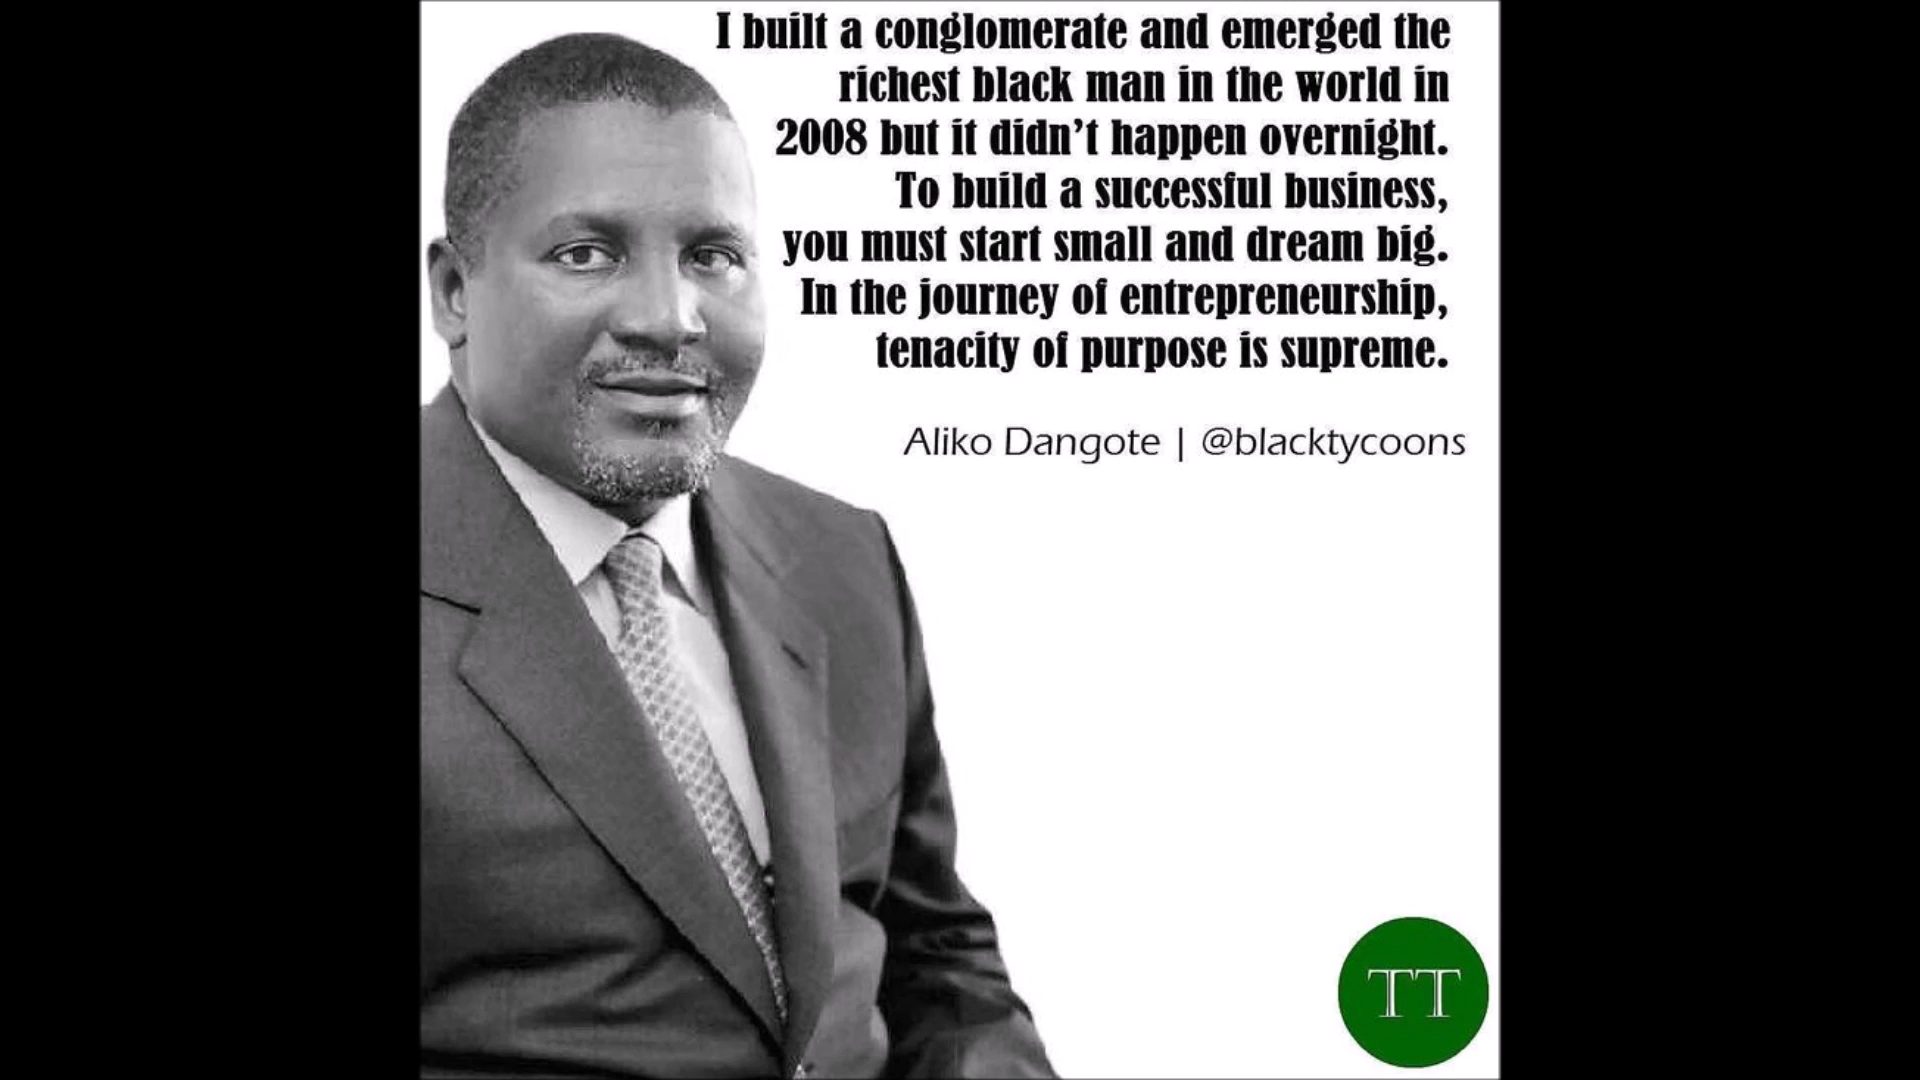 I built a conglomerate and emerged the
richest black man in the world in
2008 but it didn’t happen overnight.
To build a successful business,
you must start small and dream big.
In the journey of entrepreneurship,
tenacity of purpose is supreme.
Aliko Dangote | @blacktycoons
TT